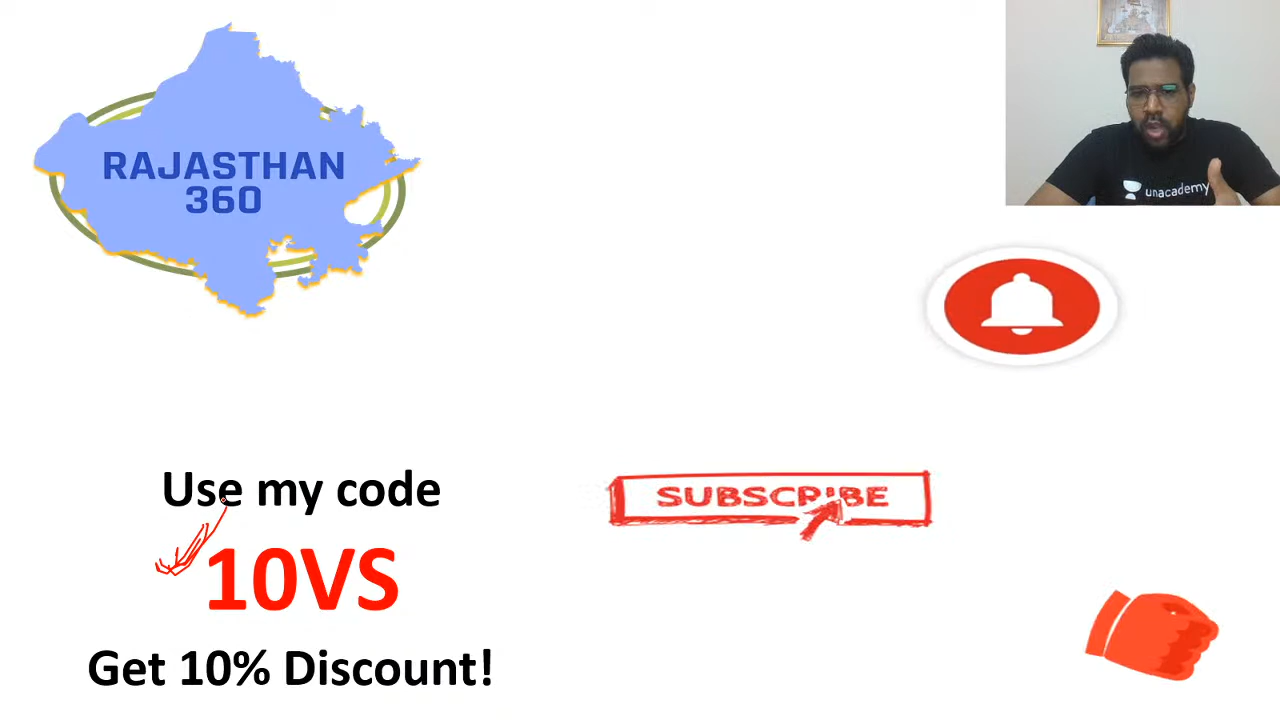 RAJASTHAN
360
unacademy
Use my code
10VS
Get 10% Discount!
SUBSCRIBE